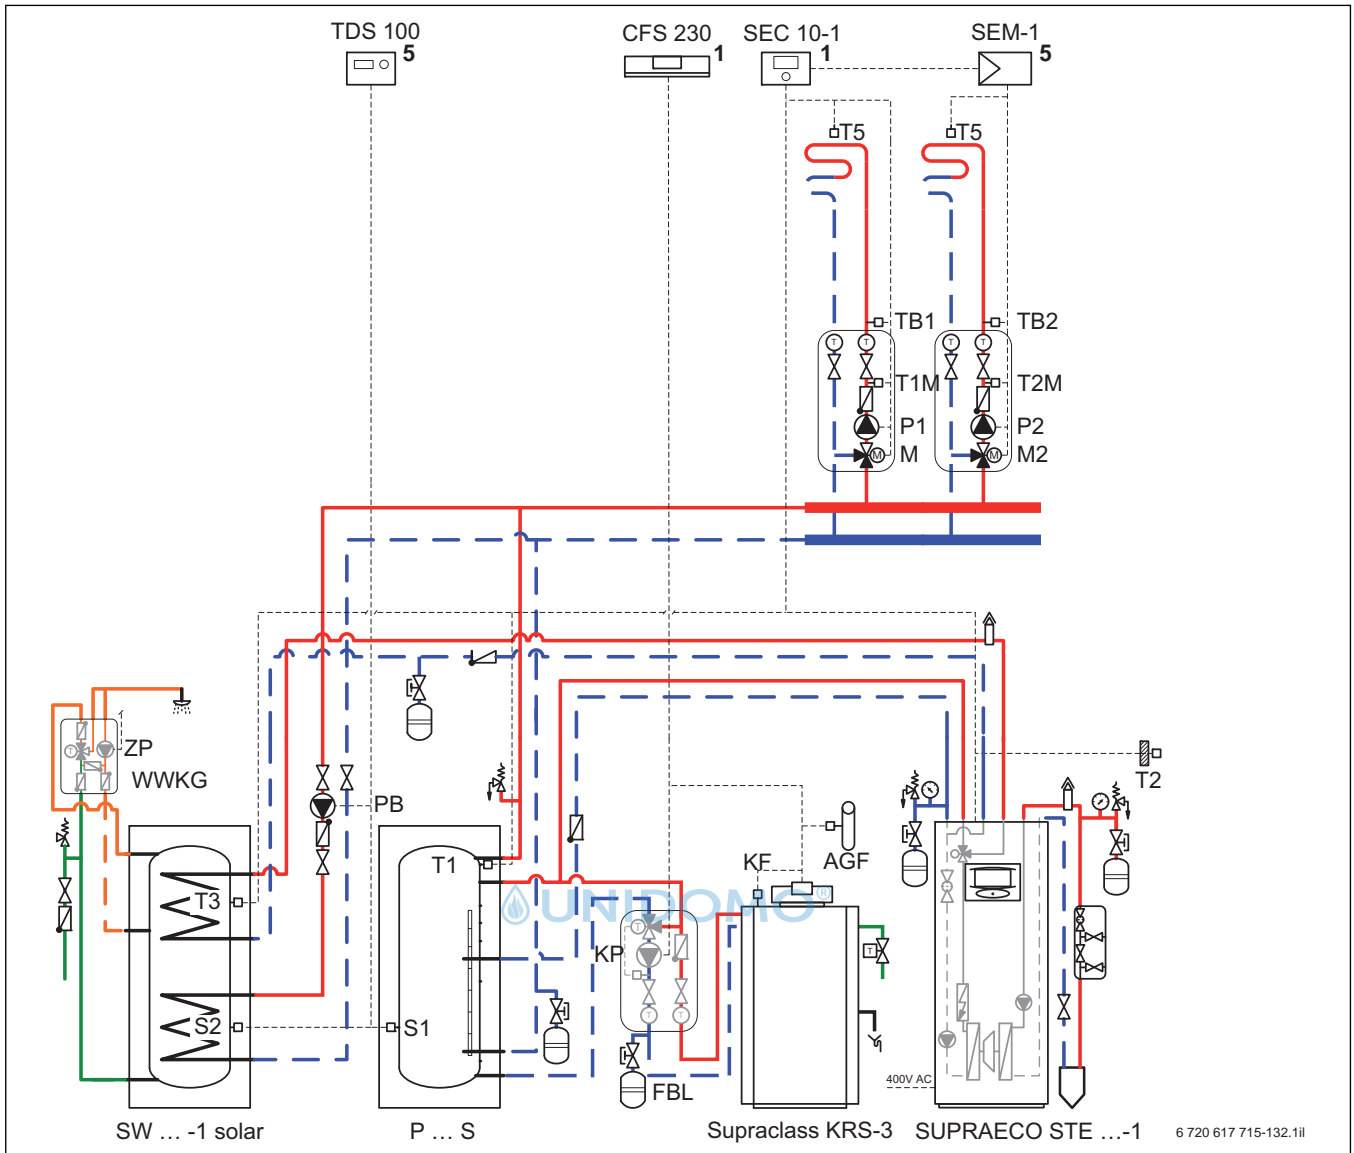 TDS 100
5
CFS 230
1
SEC 10-1
1
SEM-1
5
T5
T5
TB1
TB2
T
T
T
T
T1M
T2M
P1
P2
M
M
M
M2
ZP
T
WWKG
PB
T2
T1
KF
AGF
T3
UNIDOMO®
T
KP
T
S2
S1
T
T
400V AC
FBL
SW ... -1 solar
P ... S
Supraclass KRS-3
SUPRAECO STE ...-1
6 720 617 715-132.1il